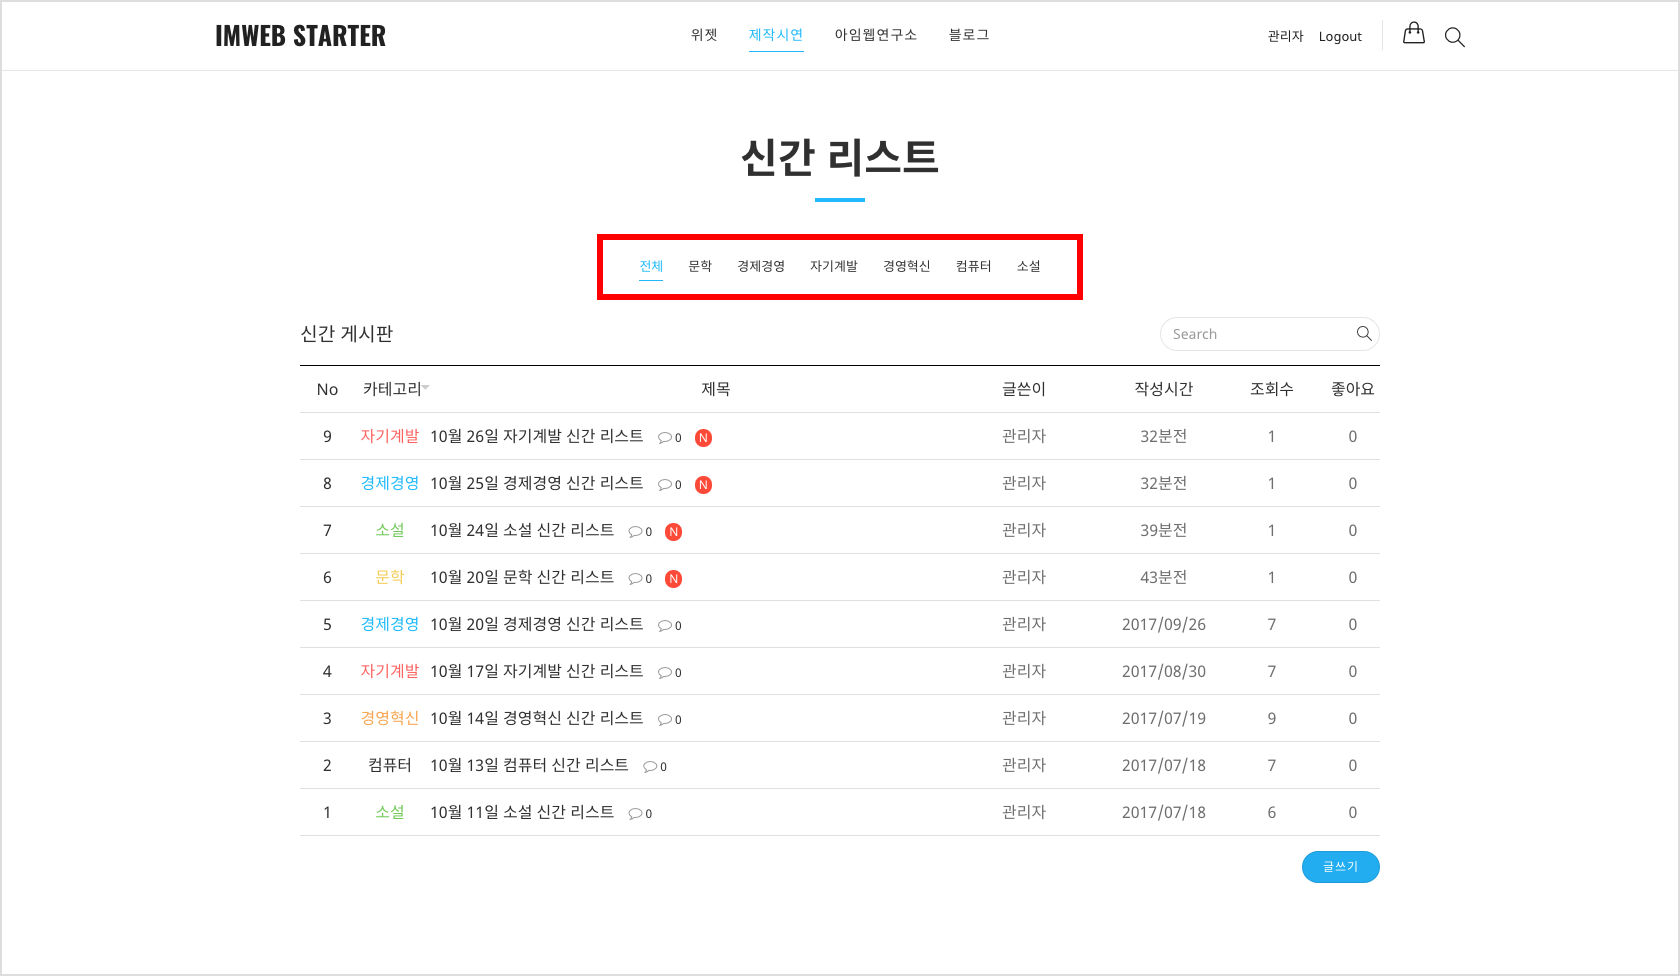 IMWEB STARTER 위젯 제작시연 아임웹연구소 블로그 관리자 Logout
신간 리스트
전체 문학 경제경영 자기계발 경영혁신 컴퓨터 소설
신간 게시판 Search
No 카테고리 제목 글쓴이 작성시간 조회수 좋아요
9 자기계발 10월 26일 자기계발 신간 리스트 0 N 관리자 32분전 1 0
8 경제경영 10월 25일 경제경영 신간 리스트 0 N 관리자 32분전 1 0
7 소설 10월 24일 소설 신간 리스트 0 N 관리자 39분전 1 0
6 문학 10월 20일 문학 신간 리스트 0 N 관리자 43분전 1 0
5 경제경영 10월 20일 경제경영 신간 리스트 0 관리자 2017/09/26 7 0
4 자기계발 10월 17일 자기계발 신간 리스트 0 관리자 2017/08/30 7 0
3 경영혁신 10월 14일 경영혁신 신간 리스트 0 관리자 2017/07/19 9 0
2 컴퓨터 10월 13일 컴퓨터 신간 리스트 0 관리자 2017/07/18 7 0
1 소설 10월 11일 소설 신간 리스트 0 관리자 2017/07/18 6 0
글쓰기